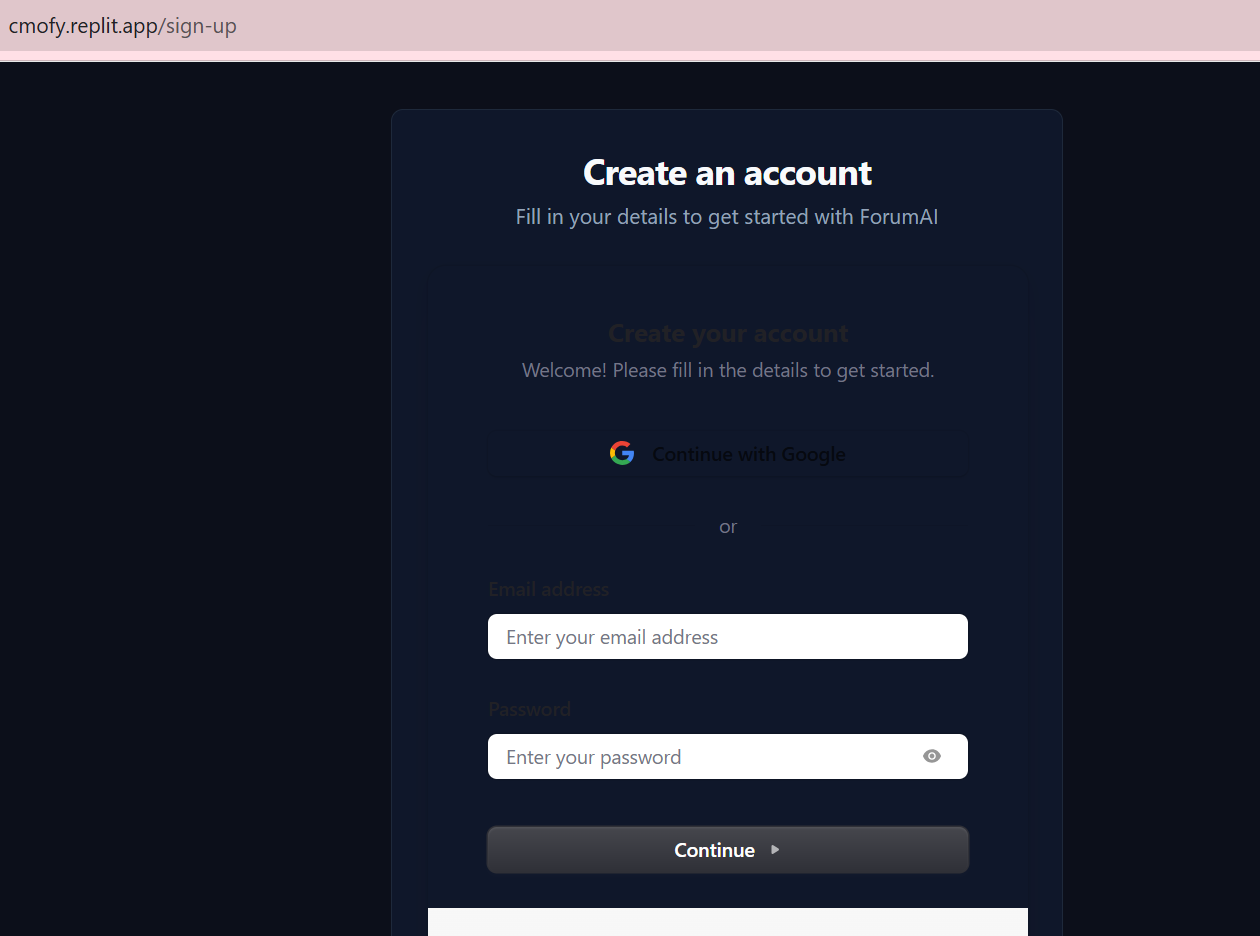 cmofy.replit.app/sign-up
Create an account
Fill in your details to get started with ForumAI
Create your account
Welcome! Please fill in the details to get started.
Continue with Google
or
Email address
Enter your email address
Password
Enter your password
Continue